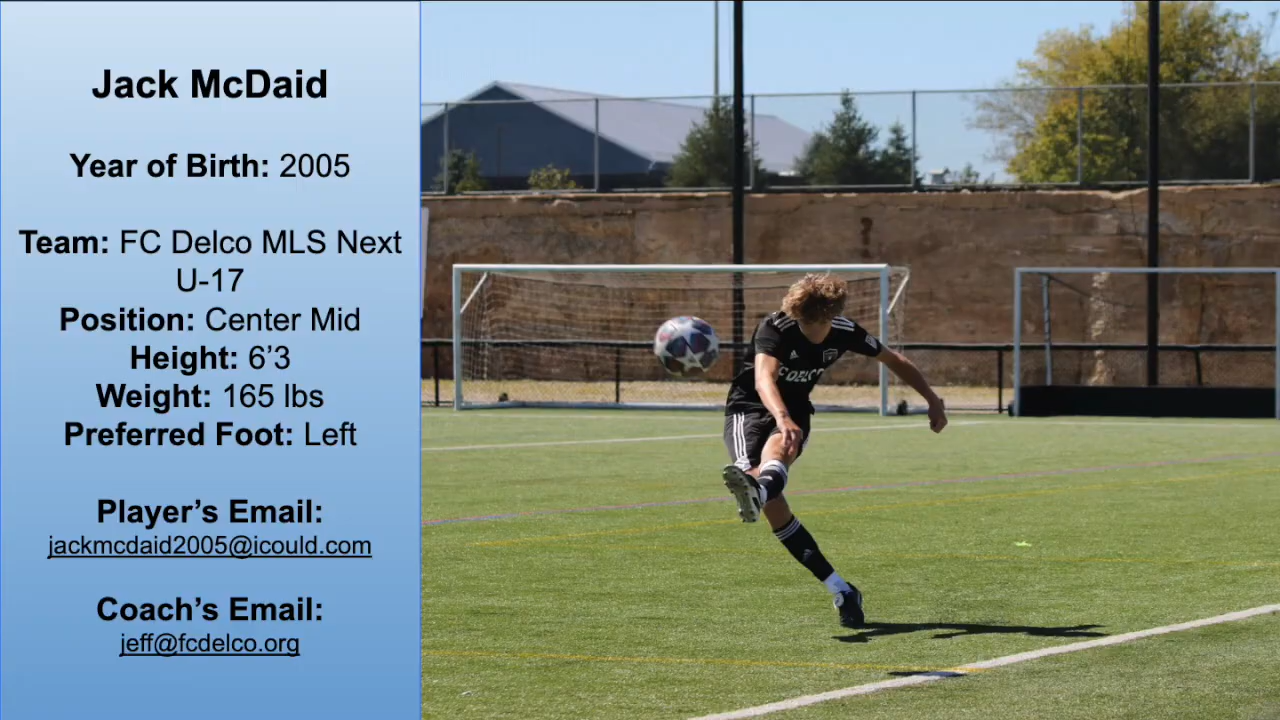 Jack McDaid
Year of Birth: 2005
Team: FC Delco MLS Next
U-17
Position: Center Mid
Height: 6’3
Weight: 165 lbs
Preferred Foot: Left
Player’s Email:
jackmcdaid2005@icould.com
Coach’s Email:
jeff@fcdelco.org